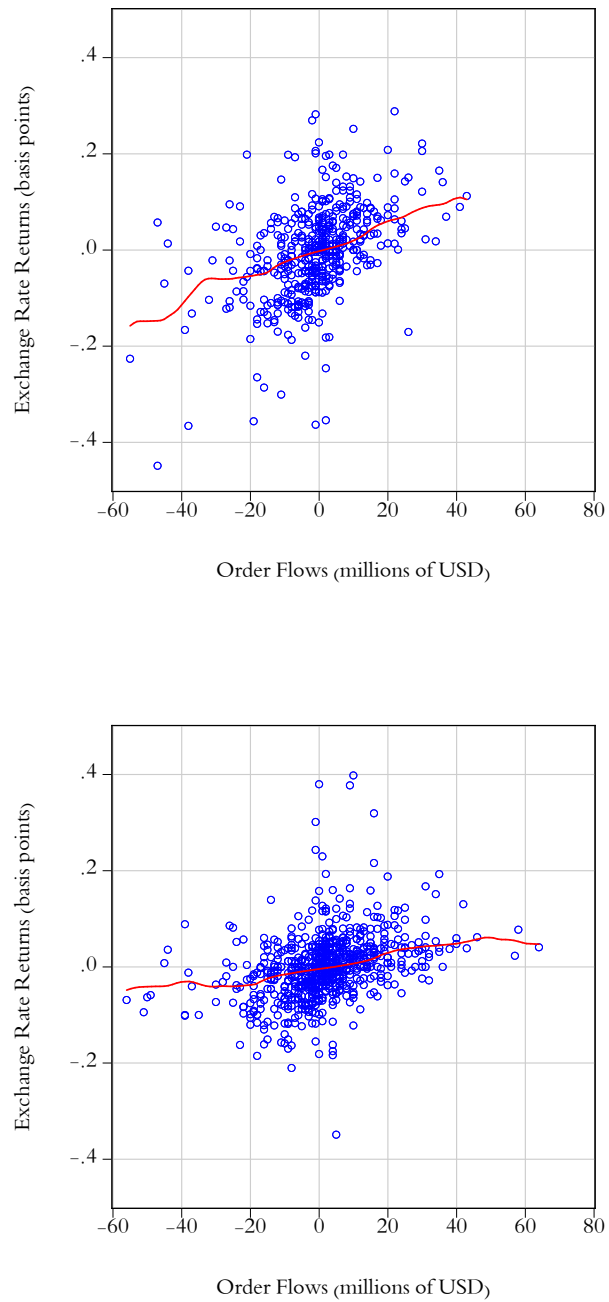 Exchange Rate Returns (basis points)
.4
.2
.0
-.2
-.4
-60 -40 -20 0 20 40 60 80
Order Flows (millions of USD)
Exchange Rate Returns (basis points)
.4
.2
.0
-.2
-.4
-60 -40 -20 0 20 40 60 80
Order Flows (millions of USD)